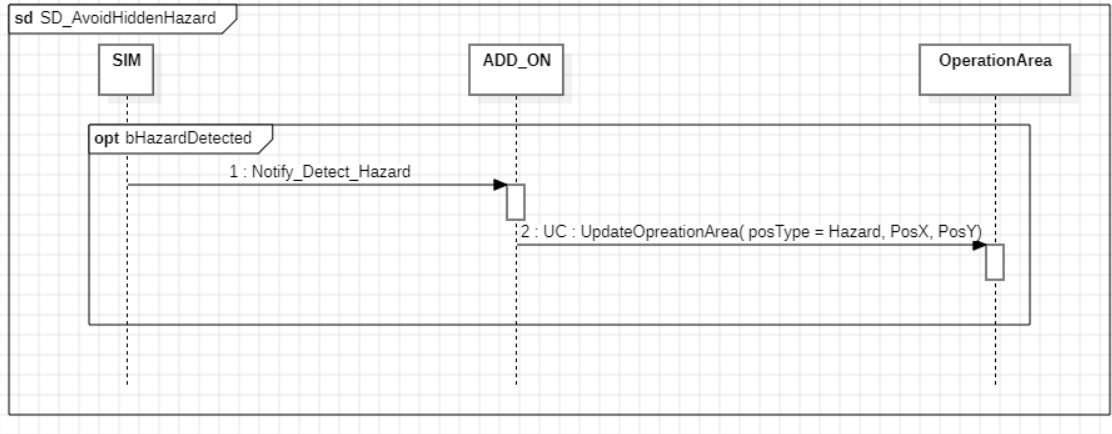 sd SD_AvoidHiddenHazard
SIM
ADD_ON
OperationArea
opt bHazardDetected
1 : Notify_Detect_Hazard
2 : UC : UpdateOpreationArea( posType = Hazard, PosX, PosY)